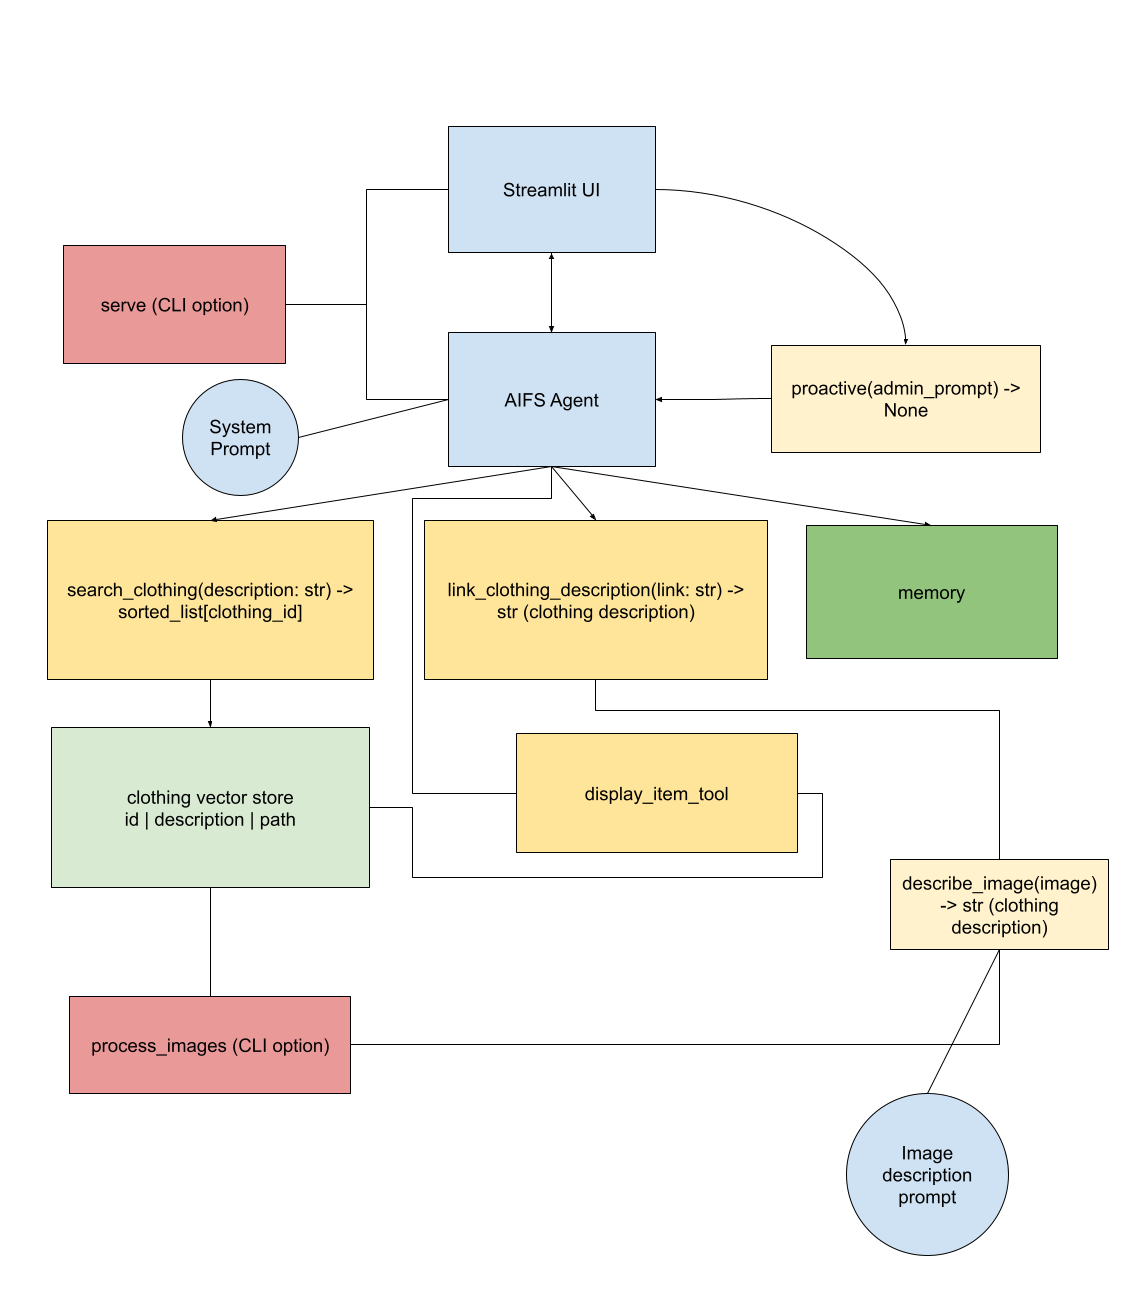 Streamlit UI
serve (CLI option)
AIFS Agent
proactive(admin_prompt) ->
None
System
Prompt
search_clothing(description: str) ->
sorted_list[clothing_id]
link_clothing_description(link: str) ->
str (clothing description)
memory
clothing vector store
id | description | path
display_item_tool
describe_image(image)
-> str (clothing
description)
process_images (CLI option)
Image
description
prompt